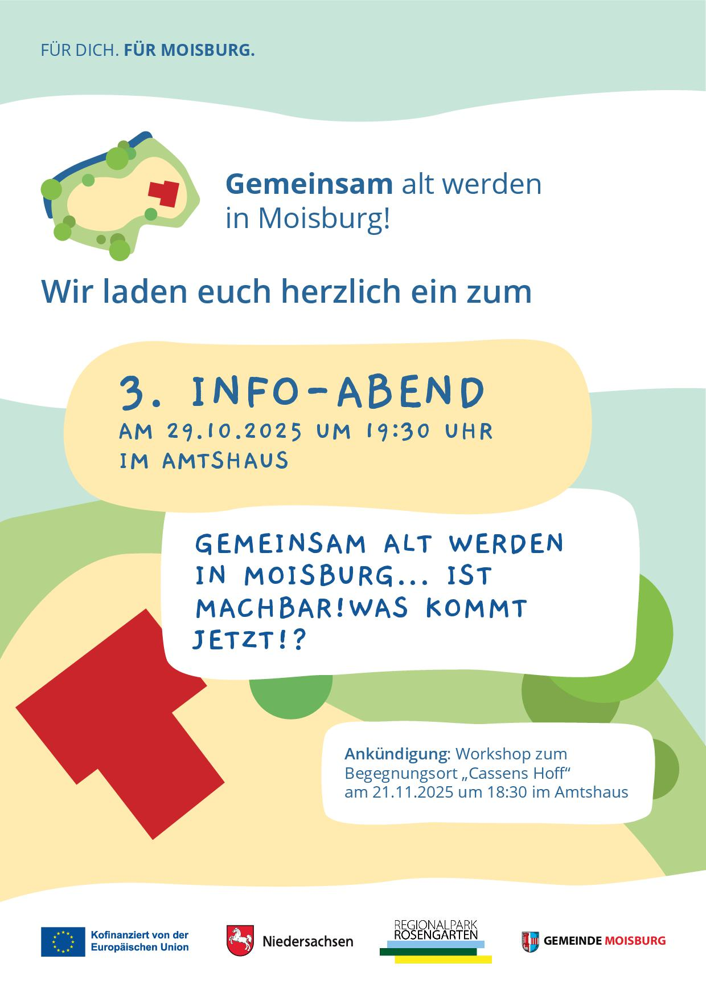 FÜR DICH. FÜR MOISBURG.
Gemeinsam alt werden
in Moisburg!
Wir laden euch herzlich ein zum
3. INFO-ABEND
AM 29.10.2025 UM 19:30 UHR
IM AMTSHAUS
GEMEINSAM ALT WERDEN
IN MOISBURG... IST
MACHBAR!WAS KOMMT
JETZT!?
Ankündigung: Workshop zum
Begegnungsort „Cassens Hoff“
am 21.11.2025 um 18:30 im Amtshaus
Kofinanziert von der
Europäischen Union
Niedersachsen
REGIONALPARK
ROSENGARTEN
GEMEINDE MOISBURG